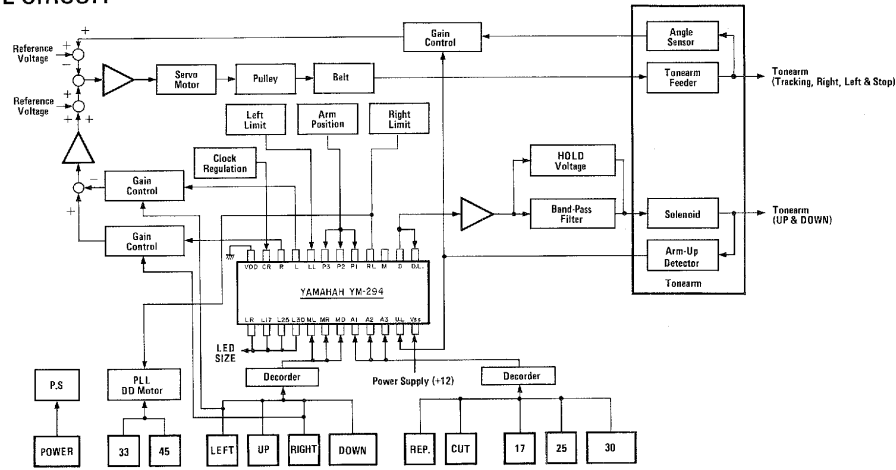 Reference
Voltage
Reference
Voltage
Gain
Control
Angle
Sensor
Servo
Motor
Pulley
Belt
Tonearm
Feeder
Tonearm
(Tracking, Right, Left & Stop)
Left
Limit
Arm
Position
Right
Limit
Clock
Regulation
HOLD
Voltage
Gain
Control
Band-Pass
Filter
Solenoid
Tonearm
(UP & DOWN)
Gain
Control
Arm-Up
Detector
Tonearm
VDD CR R L LL P3 P2 P1 RL M D D/L.
YAMAHAH YM-294
LR L17 L25 L30 ML MR MD A1 A2 A3 U/L Vss
LED
SIZE
P.S
PLL
DD Motor
Decorder
Power Supply (+12)
Decorder
POWER
33
45
LEFT
UP
RIGHT
DOWN
REP.
CUT
17
25
30